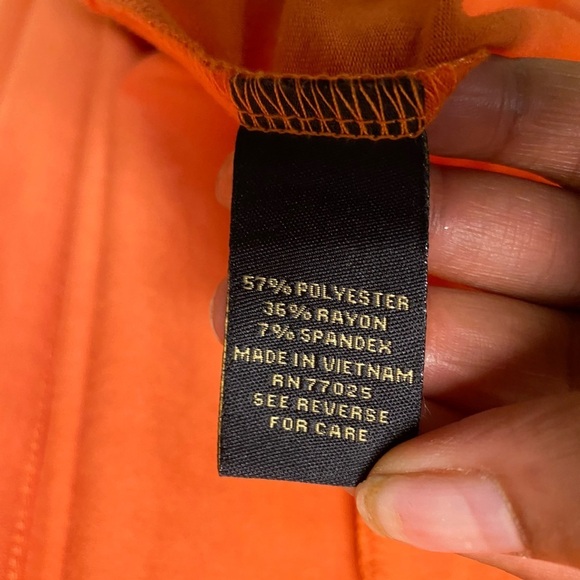 57% POLYESTER
36% RAYON
7% SPANDEX
MADE IN VIETNAM
RN 77025
SEE REVERSE
FOR CARE